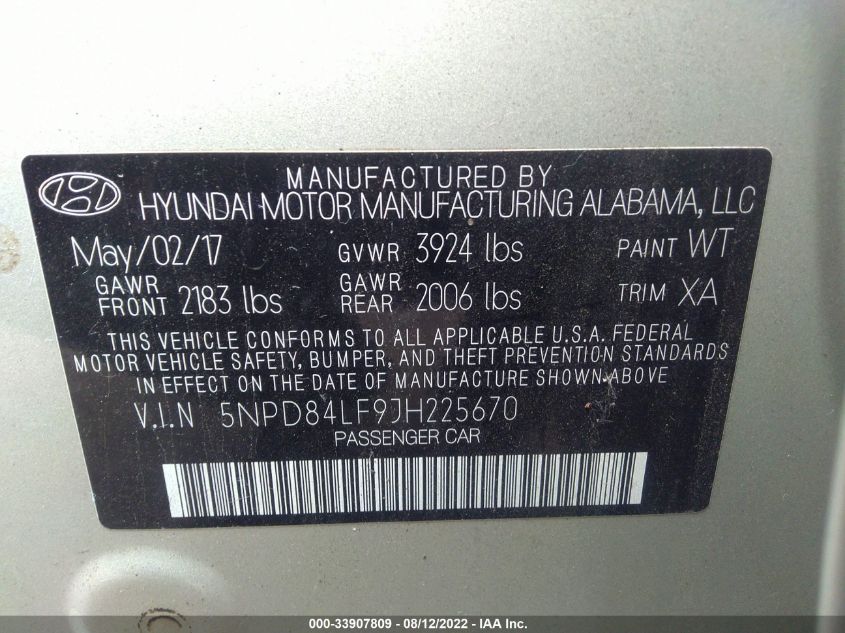 MANUFACTURED BY
HYUNDAI MOTOR MANUFACTURING ALABAMA, LLC
May/02/17 GVWR 3924 lbs PAINT WT
GAWR FRONT 2183 lbs GAWR REAR 2006 lbs TRIM XA
THIS VEHICLE CONFORMS TO ALL APPLICABLE U.S.A. FEDERAL
MOTOR VEHICLE SAFETY, BUMPER, AND THEFT PREVENTION STANDARDS
IN EFFECT ON THE DATE OF MANUFACTURE SHOWN ABOVE
V.I.N 5NPD84LF9JH225670
PASSENGER CAR
000-33907809 - 08/12/2022 - IAA Inc.